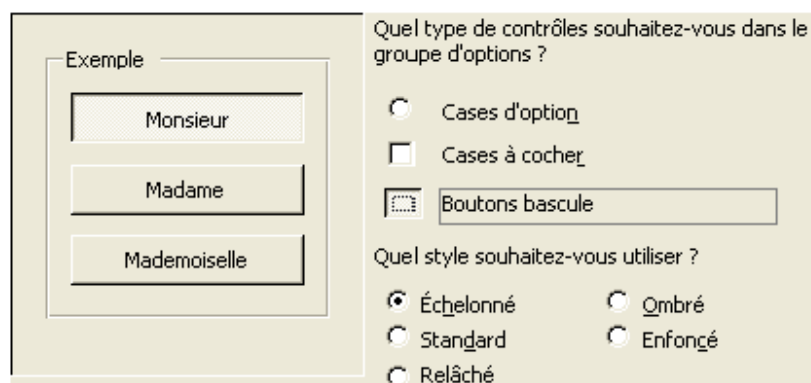 Exemple
Monsieur
Madame
Mademoiselle
Quel type de contrôles souhaitez-vous dans le
groupe d'options ?
Cases d'option
Cases à cocher
Boutons bascule
Quel style souhaitez-vous utiliser ?
Échelonné
Ombré
Standard
Enfonçé
Relâché